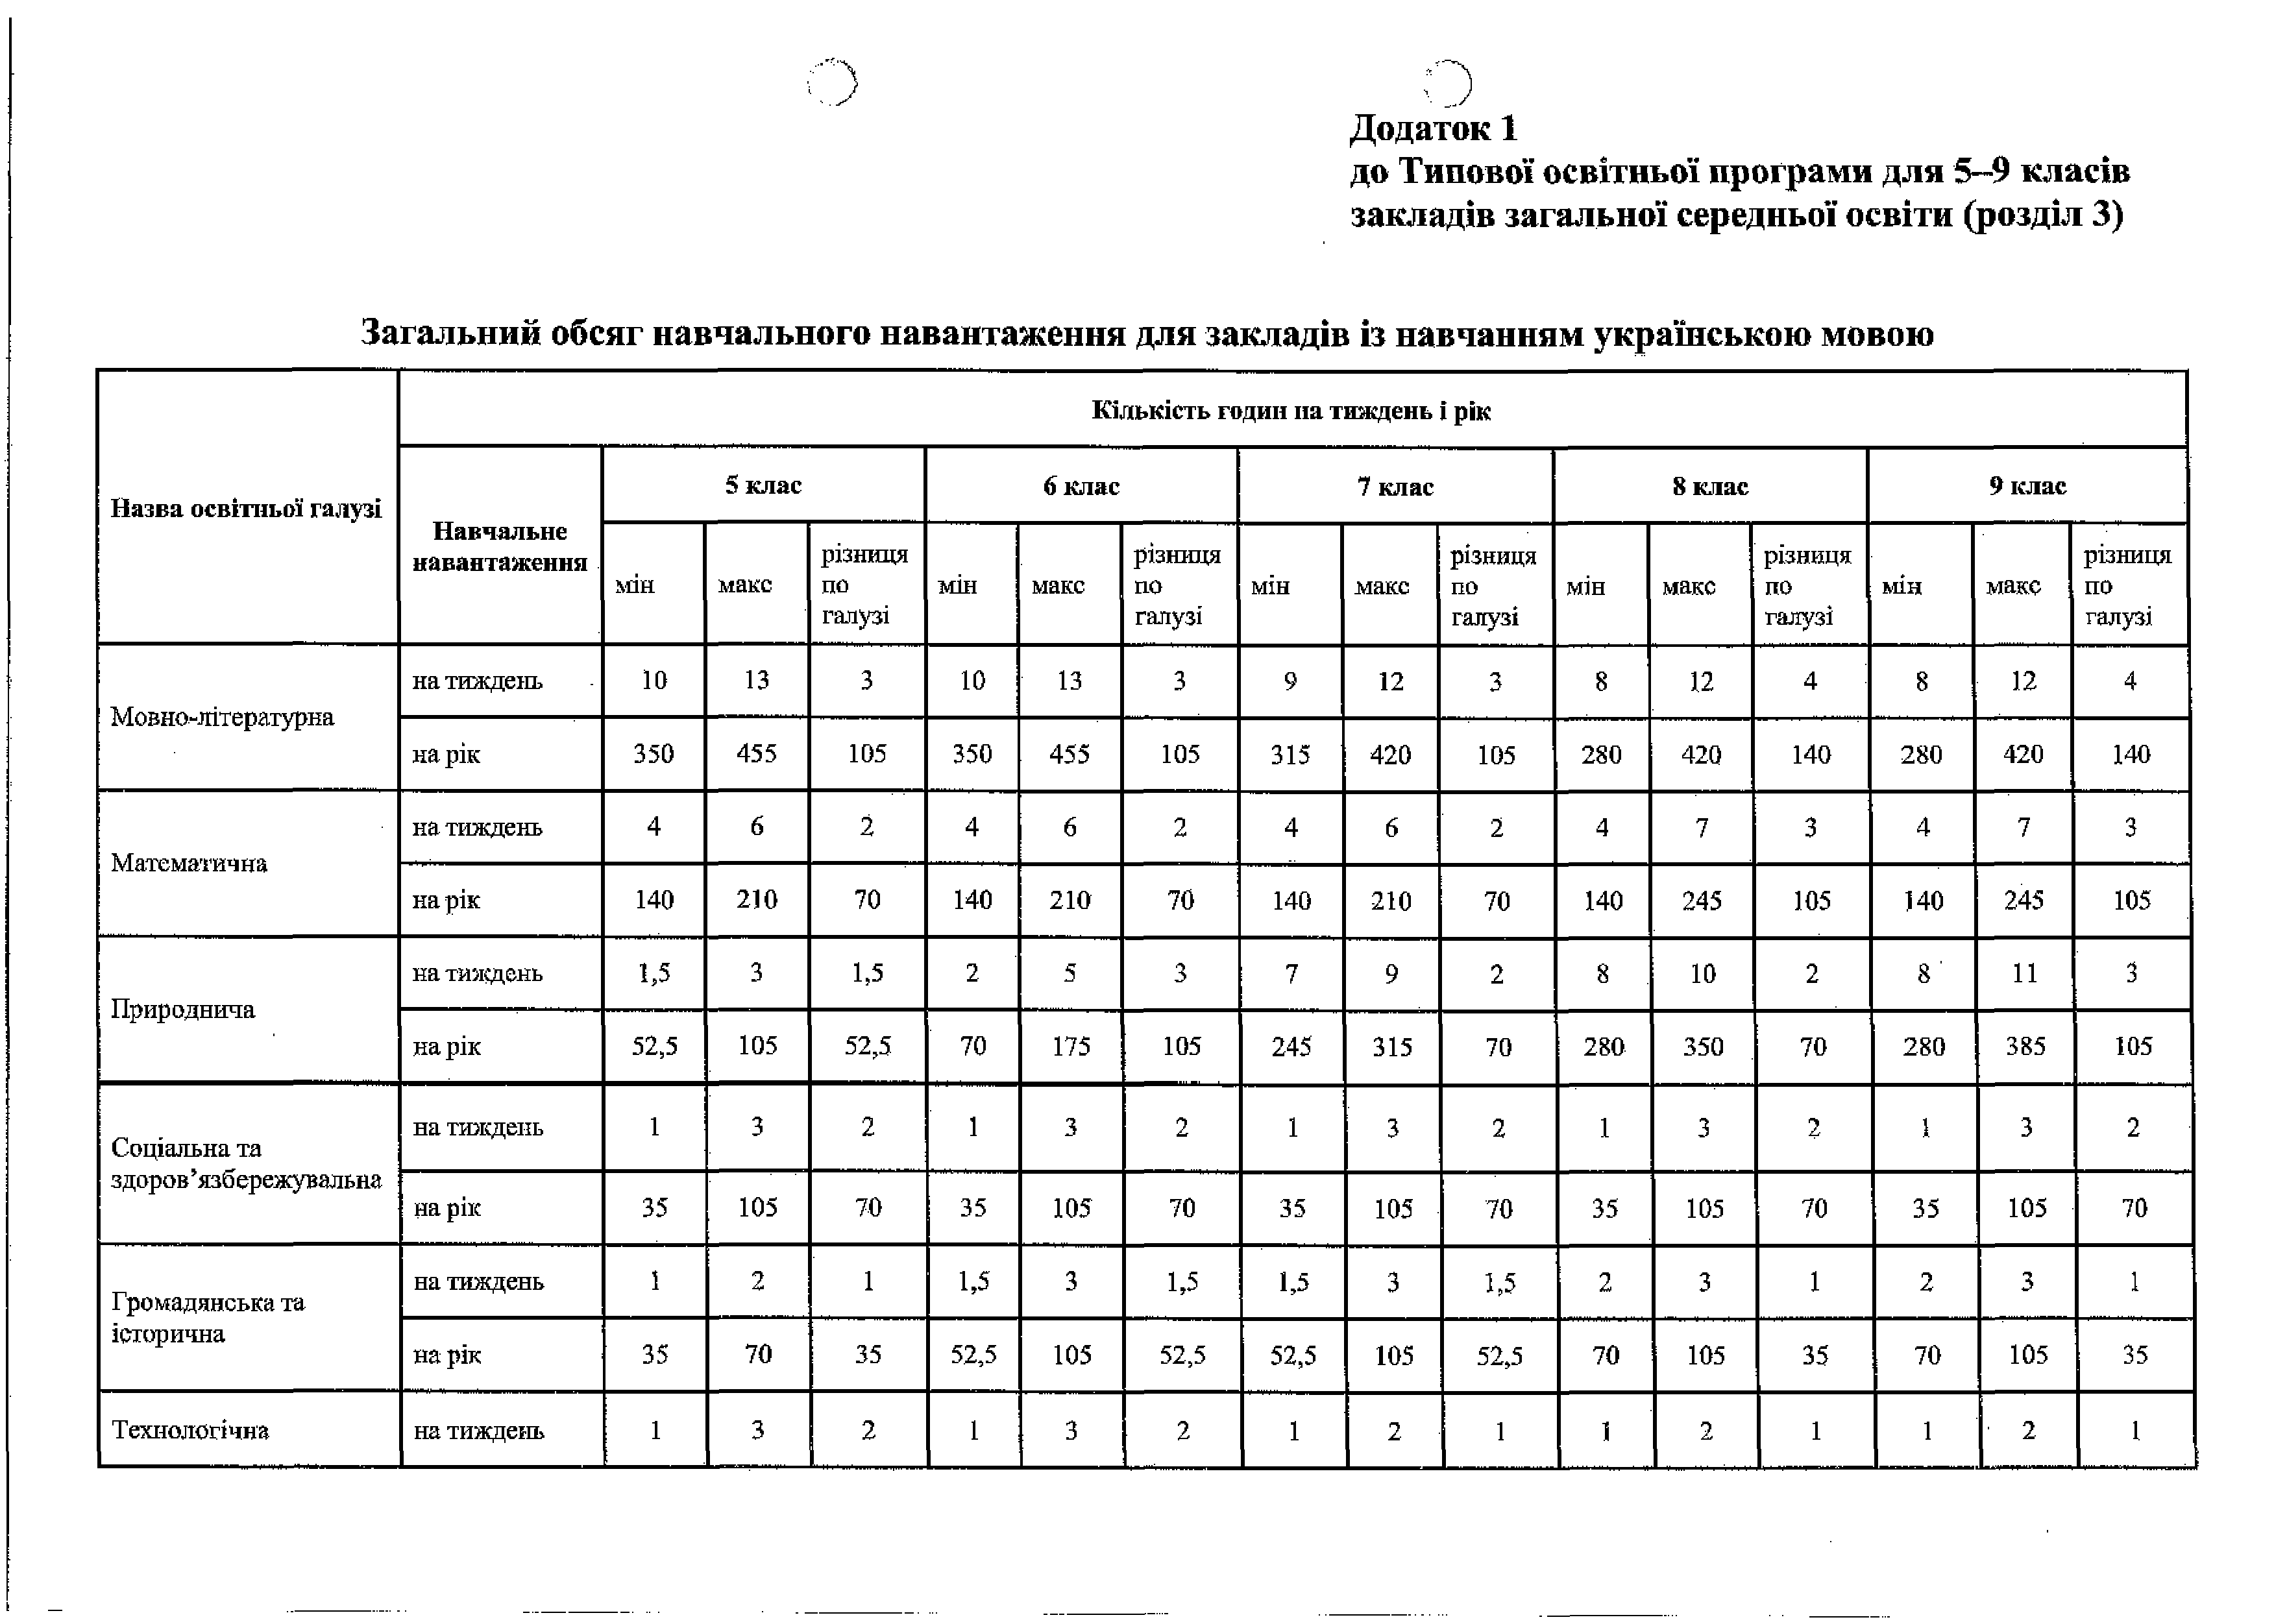 Додаток 1
до Типової освітньої програми для 5–9 класів
закладів загальної середньої освіти (розділ 3)
Загальний обсяг навчального навантаження для закладів із навчанням українською мовою
Назва освітньої галузі
Кількість годин на тиждень і рік
Навчальне
навантаження
5 клас 6 клас 7 клас 8 клас 9 клас
мін макс різниця по галузі мін макс різниця по галузі мін макс різниця по галузі мін макс різниця по галузі мін макс різниця по галузі
Мовно-літературна
на тиждень 10 13 3 10 13 3 9 12 3 8 12 4 8 12 4
на рік 350 455 105 350 455 105 315 420 105 280 420 140 280 420 140
Математична
на тиждень 4 6 2 4 6 2 4 6 2 4 7 3 4 7 3
на рік 140 210 70 140 210 70 140 210 70 140 245 105 140 245 105
Природнича
на тиждень 1,5 3 1,5 2 5 3 7 9 2 8 10 2 8 11 3
на рік 52,5 105 52,5 70 175 105 245 315 70 280 350 70 280 385 105
Соціальна та
здоров’язбережувальна
на тиждень 1 3 2 1 3 2 1 3 2 1 3 2 1 3 2
на рік 35 105 70 35 105 70 35 105 70 35 105 70 35 105 70
Громадянська та
історична
на тиждень 1 2 1 1,5 3 1,5 1,5 3 1,5 2 3 1 2 3 1
на рік 35 70 35 52,5 105 52,5 52,5 105 52,5 70 105 35 70 105 35
Технологічна
на тиждень 1 3 2 1 3 2 1 2 1 1 2 1 1 2 1